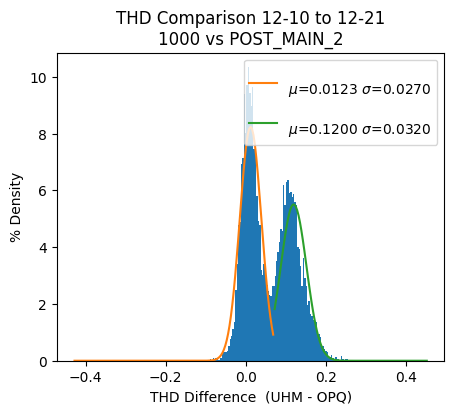 THD Comparison 12-10 to 12-21
1000 vs POST_MAIN_2
% Density
10
8
6
4
2
0
μ=0.0123 σ=0.0270
μ=0.1200 σ=0.0320
−0.4 −0.2 0.0 0.2 0.4
THD Difference (UHM - OPQ)